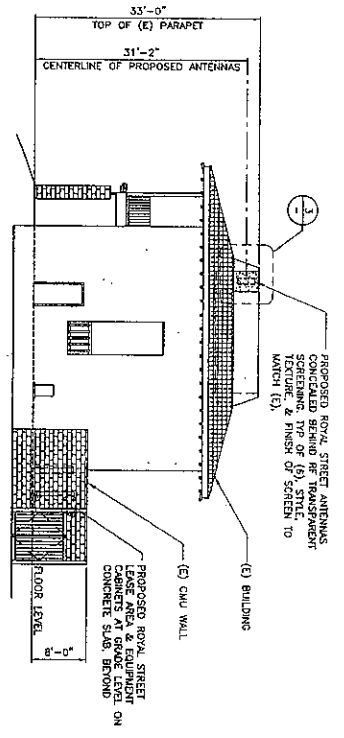 33'-0"
TOP OF (E) PARAPET
31'-2"
CENTERLINE OF PROPOSED ANTENNAS
3
PROPOSED ROYAL STREET ANTENNAS
CONCEALED BEHIND RF TRANSPARENT
SCREENING, TYP OF (6), STYLE,
TEXTURE, & FINISH OF SCREEN TO
MATCH (E).
(E) BUILDING
(E) CMU WALL
PROPOSED ROYAL STREET
LEASE AREA & EQUIPMENT
CABINETS AT GRADE LEVEL ON
CONCRETE SLAB, BEYOND
8'-0"
FLOOR LEVEL